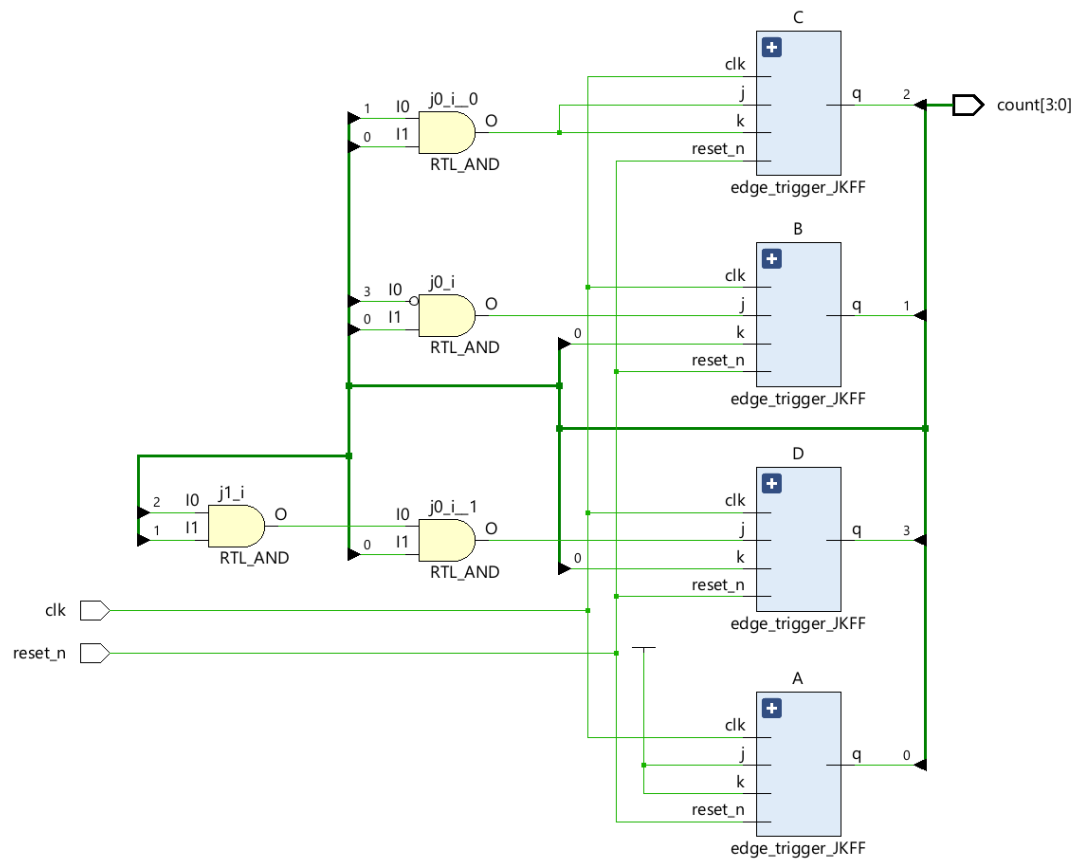 C
clk
j
k
reset_n
q
2
edge_trigger_JKFF
count[3:0]
j0_i__0
1
I0
0
I1
O
RTL_AND
B
clk
j
k
reset_n
q
1
edge_trigger_JKFF
0
j0_i
3
I0
0
I1
O
RTL_AND
D
clk
j
k
reset_n
q
3
edge_trigger_JKFF
0
j1_i
2
I0
1
I1
O
RTL_AND
j0_i__1
I0
0
I1
O
RTL_AND
clk
reset_n
A
clk
j
k
reset_n
q
0
edge_trigger_JKFF